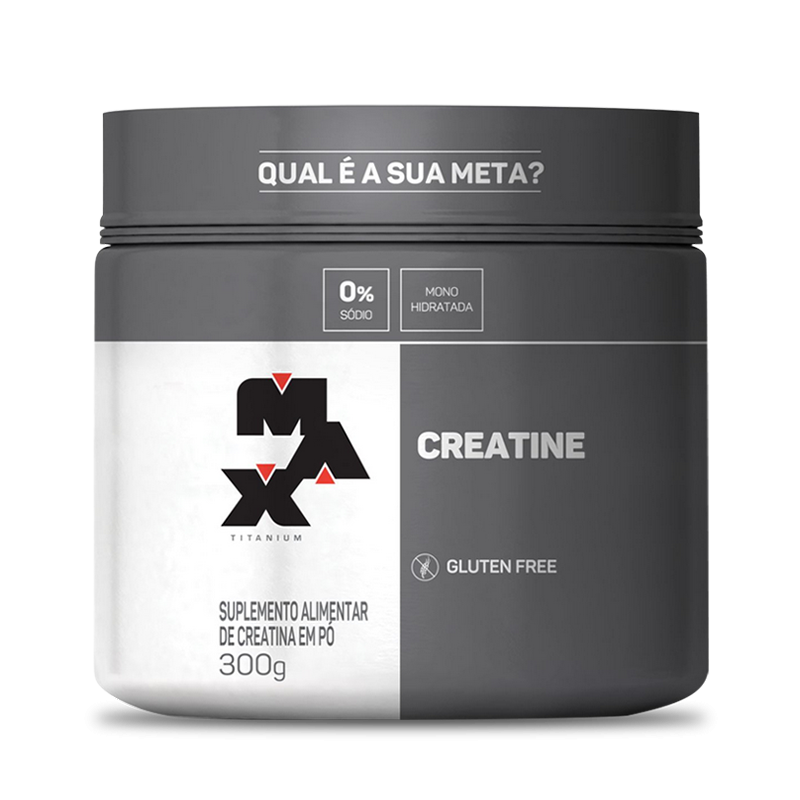 QUAL É A SUA META?
0%
SÓDIO
MONO
HIDRATADA
MAX
TITANIUM
CREATINE
GLUTEN FREE
SUPLEMENTO ALIMENTAR
DE CREATINA EM PÓ
300g